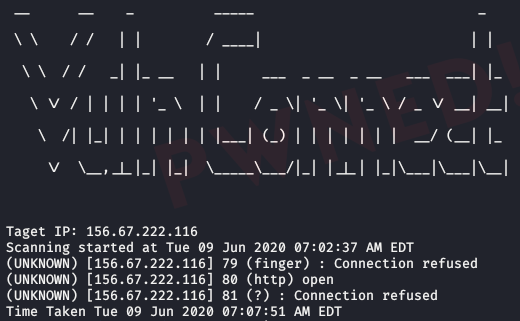 VulnConnect
PWNED!
Taget IP: 156.67.222.116
Scanning started at Tue 09 Jun 2020 07:02:37 AM EDT
(UNKNOWN) [156.67.222.116] 79 (finger) : Connection refused
(UNKNOWN) [156.67.222.116] 80 (http) open
(UNKNOWN) [156.67.222.116] 81 (?) : Connection refused
Time Taken Tue 09 Jun 2020 07:07:51 AM EDT